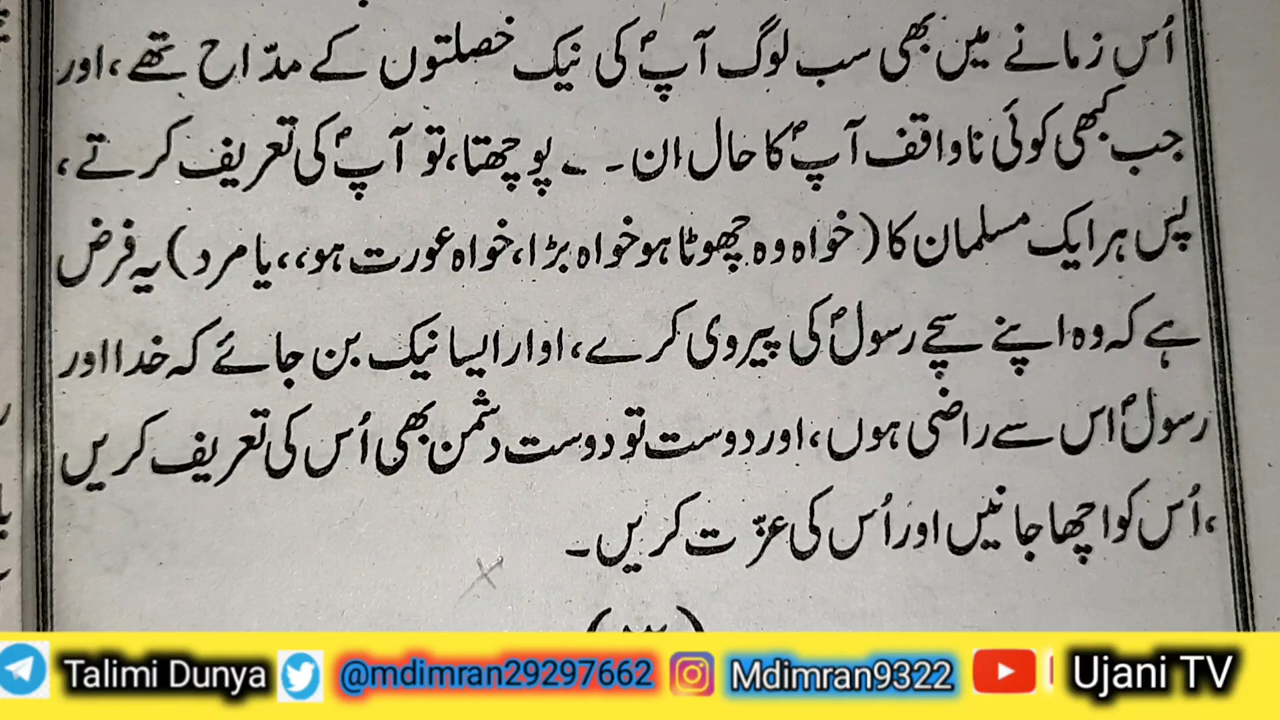 اُس زمانے میں بھی سب لوگ آپؐ کی نیک خصلتوں کے مدّاح تھے، اور
جب کبھی کوئی ناواقف آپؐ کا حال ان ۔ ے پوچھتا، تو آپؐ کی تعریف کرتے،
پس ہر ایک مسلمان کا (خواہ وہ چھوٹا ہو خواہ بڑا، خواہ عورت ہو،، یا مرد) یہ فرض
ہے کہ وہ اپنے سچے رسولؐ کی پیروی کرے، اوار ایسا نیک بن جائے کہ خدا اور
رسولؐ اس سے راضی ہوں، اور دوست تو دوست دشمن بھی اُس کی تعریف کریں
، اُس کو اچھا جانیں اور اُس کی عزّت کریں۔
Talimi Dunya @mdimran29297662 Mdimran9322 Ujani TV